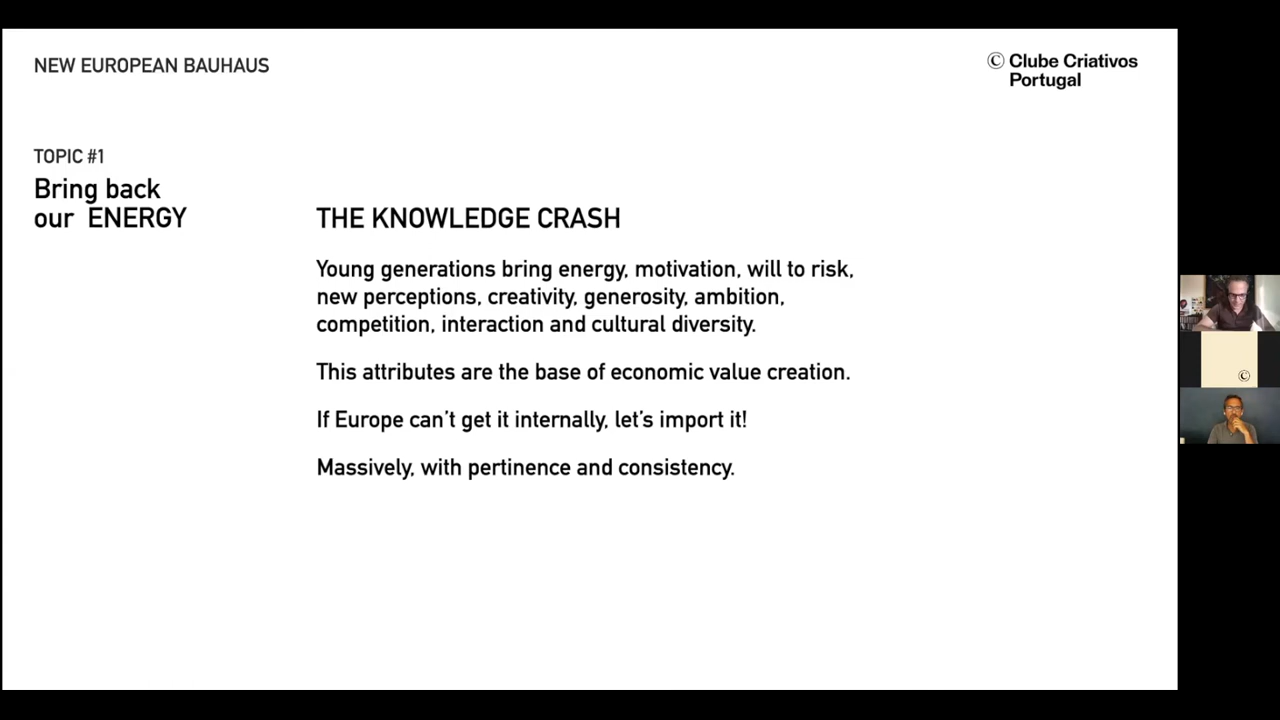 NEW EUROPEAN BAUHAUS
© Clube Criativos
Portugal
TOPIC #1
Bring back
our ENERGY
THE KNOWLEDGE CRASH
Young generations bring energy, motivation, will to risk,
new perceptions, creativity, generosity, ambition,
competition, interaction and cultural diversity.
This attributes are the base of economic value creation.
If Europe can't get it internally, let's import it!
Massively, with pertinence and consistency.
©